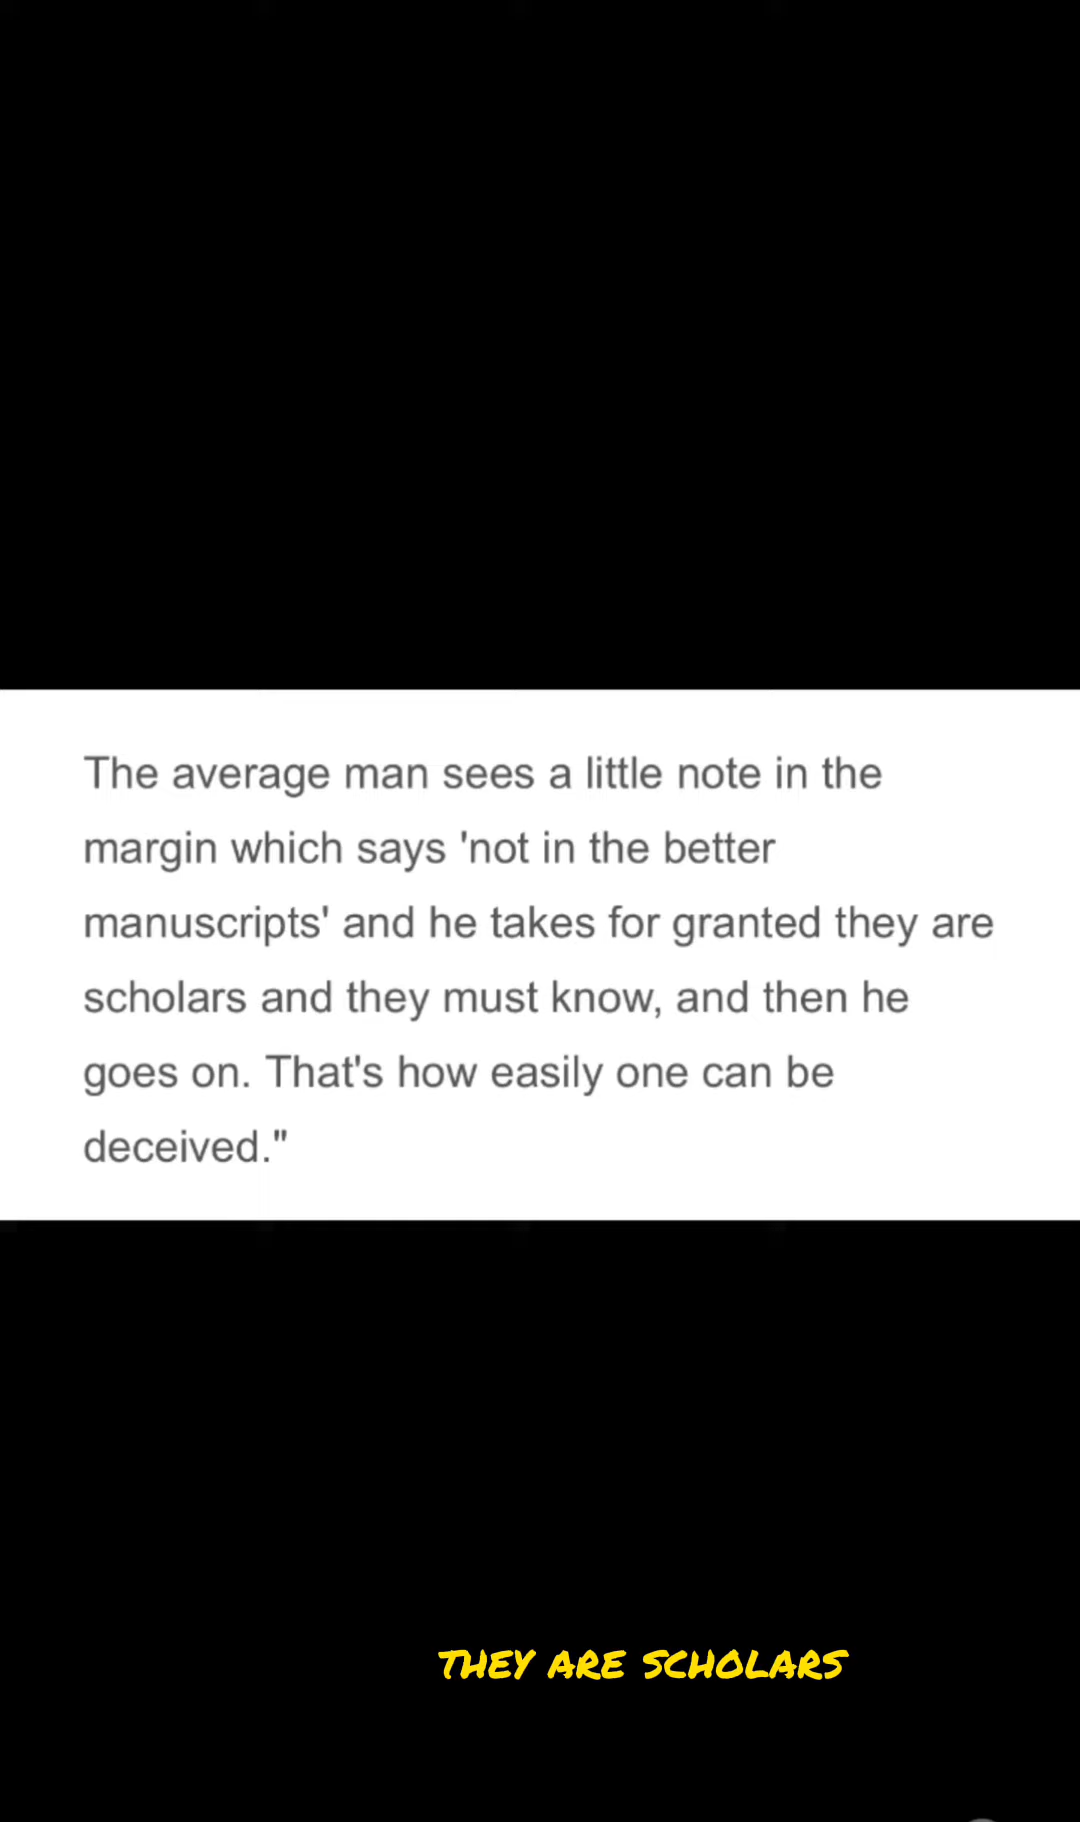 The average man sees a little note in the
margin which says 'not in the better
manuscripts' and he takes for granted they are
scholars and they must know, and then he
goes on. That's how easily one can be
deceived."
THEY ARE SCHOLARS